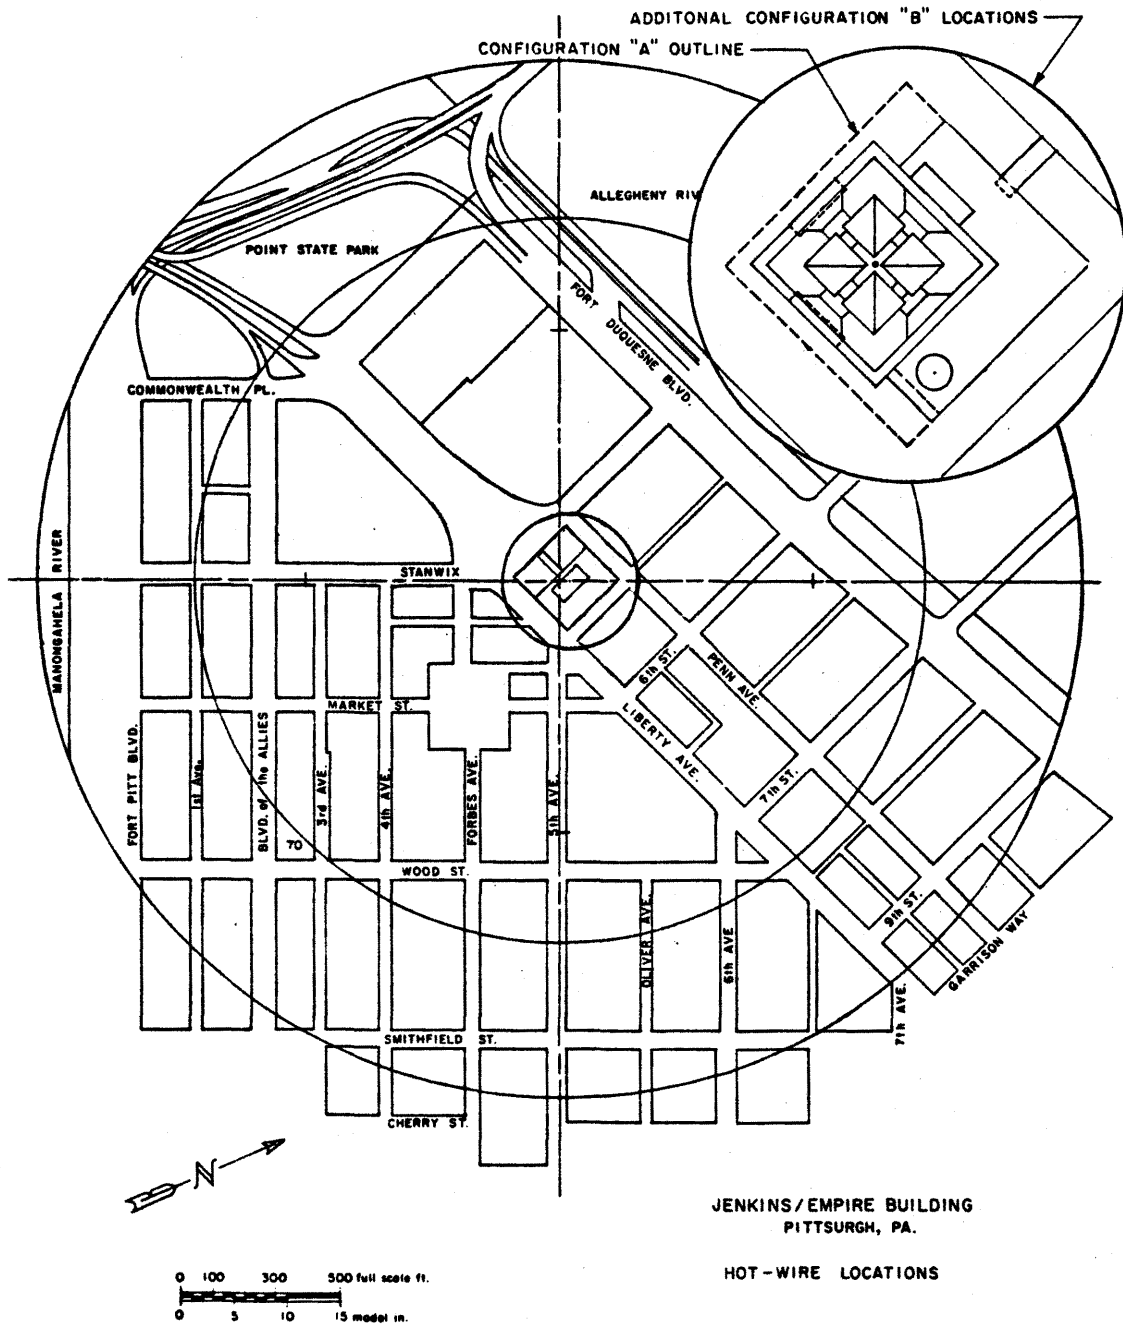 ADDITONAL CONFIGURATION "B" LOCATIONS
CONFIGURATION "A" OUTLINE
ALLEGHENY RIV
POINT STATE PARK
FORT DUQUESNE BLVD.
COMMONWEALTH PL.
MANONGAHELA RIVER
STANWIX
6th ST.
PENN AVE.
MARKET ST.
LIBERTY AVE.
7th ST.
FORT PITT BLVD.
1st Ave.
BLVD. of the ALLIES
3rd AVE.
4th AVE.
FORBES AVE.
5th AVE.
70
WOOD ST.
OLIVER AVE.
6th AVE
9th ST.
GARRISON WAY
7th AVE.
SMITHFIELD ST.
CHERRY ST.
N
JENKINS/EMPIRE BUILDING
PITTSURGH, PA.
HOT-WIRE LOCATIONS
0 100 300 500 full scale ft.
0 5 10 15 model in.